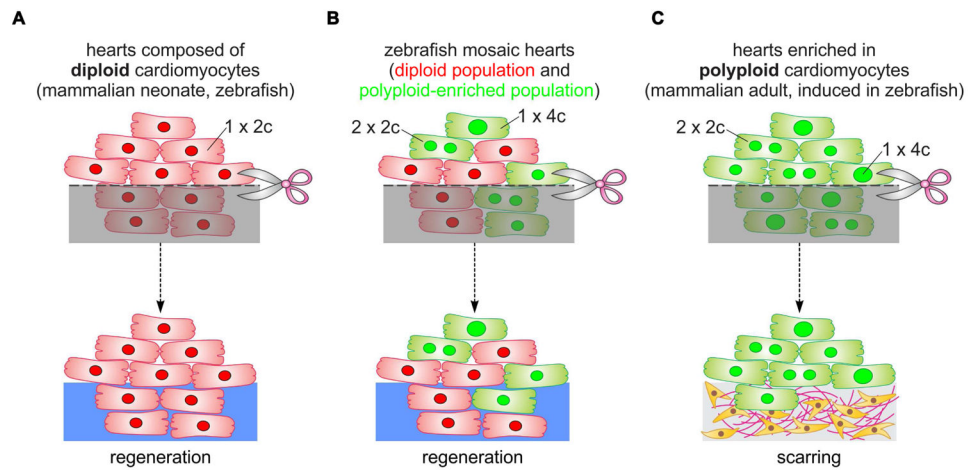 A
hearts composed of
diploid cardiomyocytes
(mammalian neonate, zebrafish)
1 x 2c
regeneration
B
zebrafish mosaic hearts
(diploid population and
polyploid-enriched population)
1 x 4c
2 x 2c
regeneration
C
hearts enriched in
polyploid cardiomyocytes
(mammalian adult, induced in zebrafish)
2 x 2c
1 x 4c
scarring